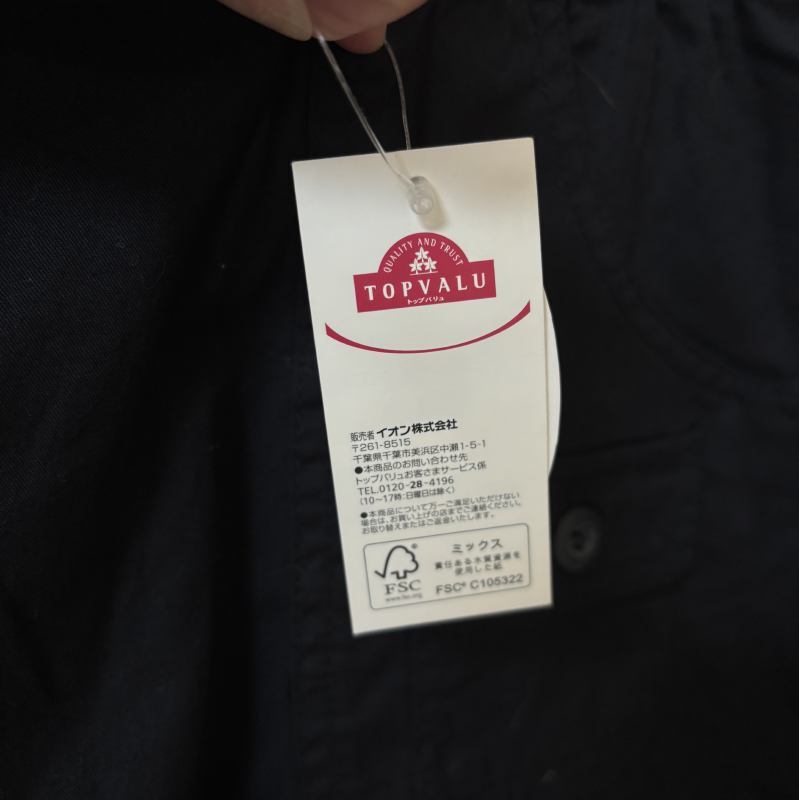 QUALITY AND TRUST
TOPVALU
トップバリュ
販売者 イオン株式会社
〒261-8515
千葉県千葉市美浜区中瀬1-5-1
●本商品のお問い合わせ先
トップバリュお客さまサービス係
TEL.0120-28-4196
(10~17時:日曜日は除く)
●本商品について万一ご満足いただけない
場合は、お買い上げの店までご連絡ください。
お取り替えまたはご返金いたします。
ミックス
責任ある木質資源を
使用した紙
FSC® C105322
FSC
www.fsc.org